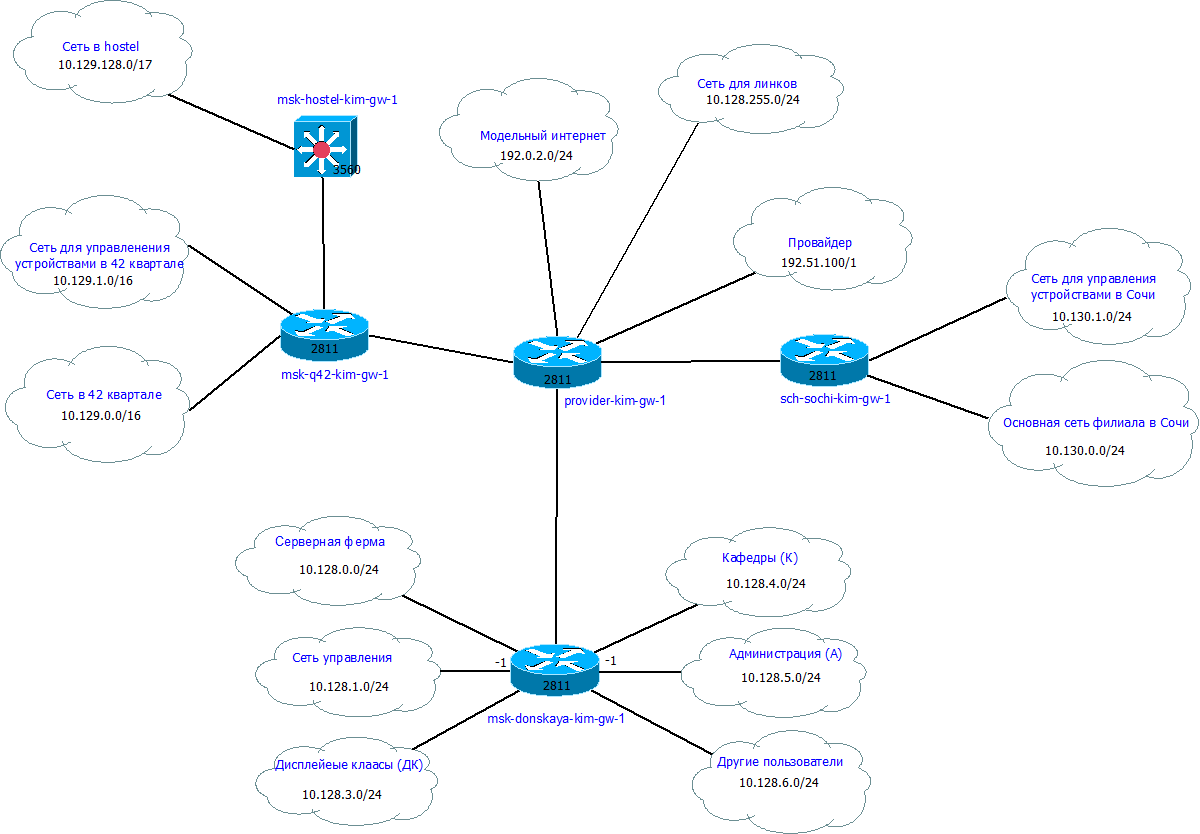 Сеть в hostel
10.129.128.0/17
msk-hostel-kim-gw-1
3560
Сеть для линков
10.128.255.0/24
Модельный интернет
192.0.2.0/24
Провайдер
192.51.100/1
Сеть для управленения
устройствами в 42 квартале
10.129.1.0/16
Сеть для управления
устройствами в Сочи
10.130.1.0/24
2811
msk-q42-kim-gw-1
2811
provider-kim-gw-1
2811
sch-sochi-kim-gw-1
Сеть в 42 квартале
10.129.0.0/16
Основная сеть филиала в Сочи
10.130.0.0/24
Серверная ферма
10.128.0.0/24
Кафедры (К)
10.128.4.0/24
Сеть управления
10.128.1.0/24
-1
-1
Администрация (А)
10.128.5.0/24
2811
msk-donskaya-kim-gw-1
Дисплейеые клаасы (ДК)
10.128.3.0/24
Другие пользователи
10.128.6.0/24